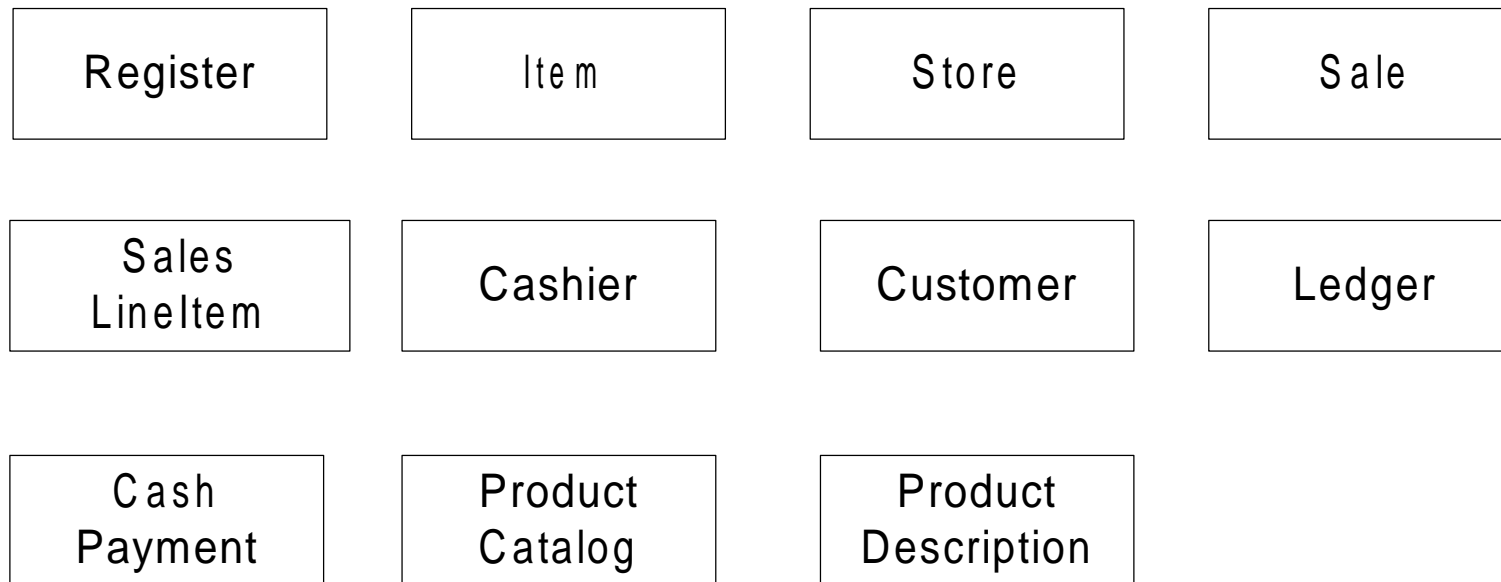 Register
Item
Store
Sale
Sales
LineItem
Cashier
Customer
Ledger
Cash
Payment
Product
Catalog
Product
Description